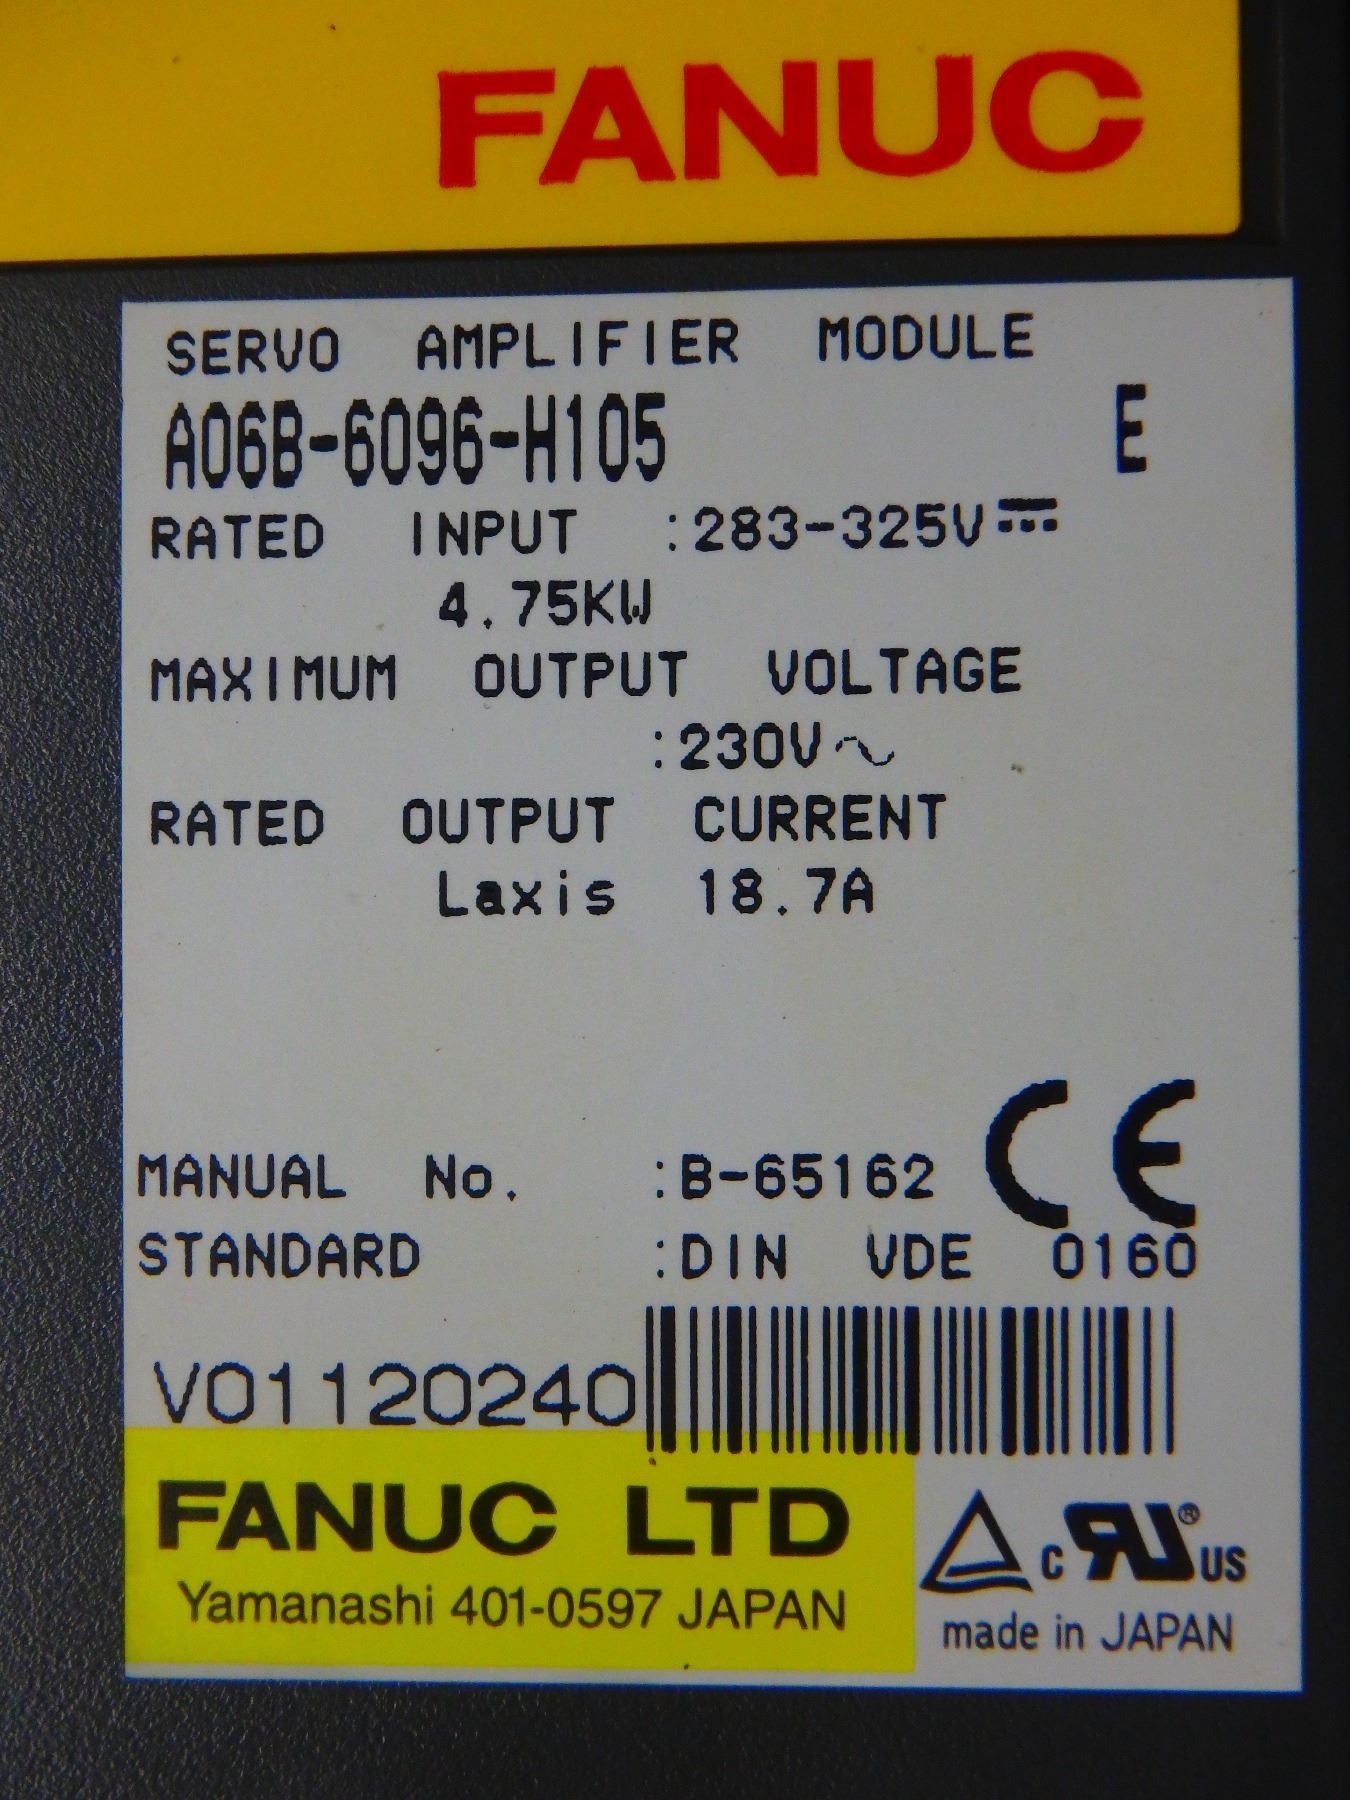 FANUC
SERVO AMPLIFIER MODULE
A06B-6096-H105 E
RATED INPUT :283-325V⎓
4.75KW
MAXIMUM OUTPUT VOLTAGE
:230V∿
RATED OUTPUT CURRENT
Laxis 18.7A
MANUAL No. :B-65162 CE
STANDARD :DIN VDE 0160
V01120240
FANUC LTD
Yamanashi 401-0597 JAPAN
c RU® US
made in JAPAN